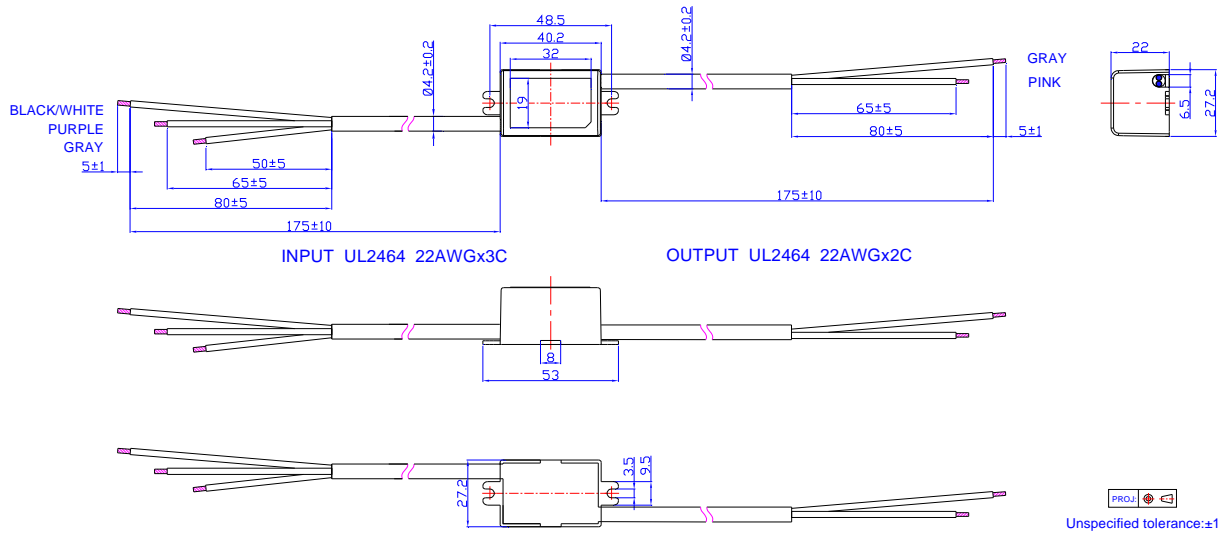 48.5
40.2
32
19
Ø4.2±0.2
Ø4.2±0.2
GRAY
PINK
22
6.5
27.2
BLACK/WHITE
PURPLE
GRAY
5±1
50±5
65±5
80±5
175±10
65±5
80±5
5±1
175±10
INPUT UL2464 22AWGx3C
OUTPUT UL2464 22AWGx2C
8
53
27.2
3.5
9.5
PROJ:
Unspecified tolerance:±1